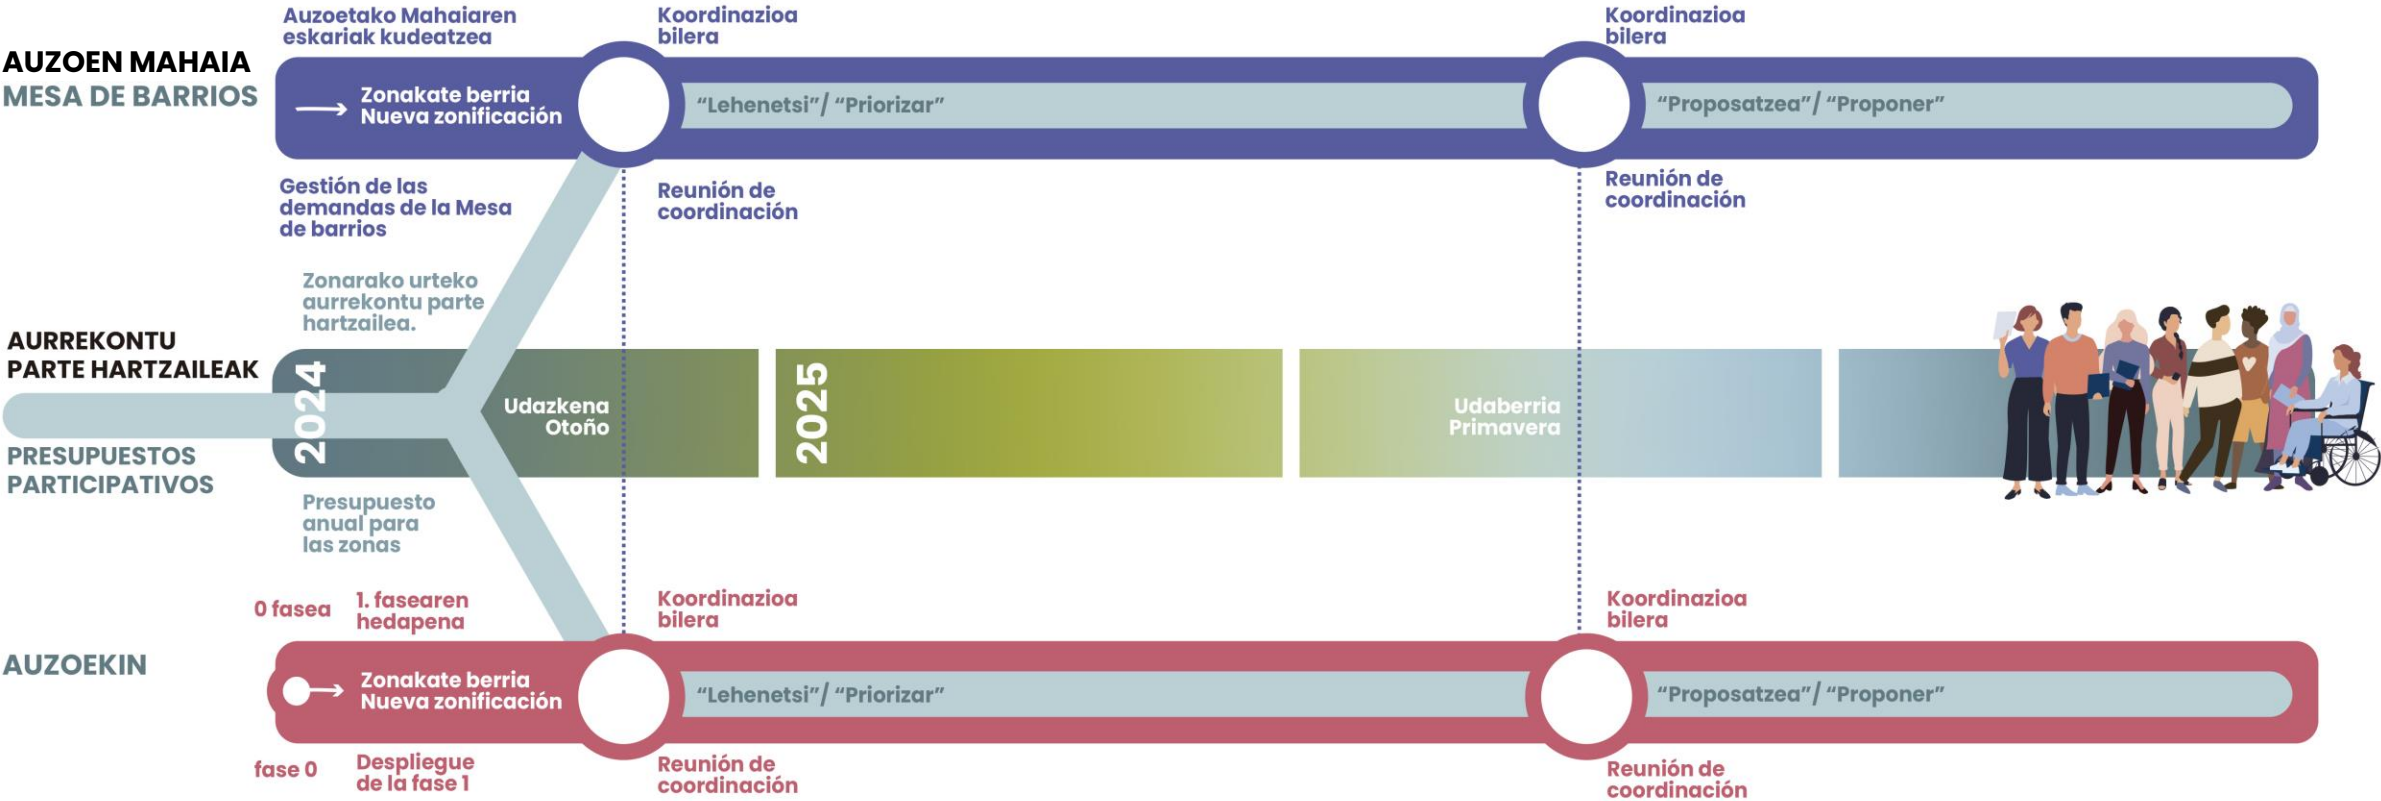 Auzoetako Mahaiaren
eskariak kudeatzea
Koordinazioa
bilera
Koordinazioa
bilera
AUZOEN MAHAIA
MESA DE BARRIOS
Zonakate berria
Nueva zonificación
“Lehenetsi”/ “Priorizar”
“Proposatzea”/ “Proponer”
Gestión de las
demandas de la Mesa
de barrios
Reunión de
coordinación
Reunión de
coordinación
Zonarako urteko
aurrekontu parte
hartzailea.
AURREKONTU
PARTE HARTZAILEAK
PRESUPUESTOS
PARTICIPATIVOS
2024
Udazkena
Otoño
2025
Udaberria
Primavera
Presupuesto
anual para
las zonas
0 fasea
1. fasearen
hedapena
Koordinazioa
bilera
Koordinazioa
bilera
AUZOEKIN
Zonakate berria
Nueva zonificación
“Lehenetsi”/ “Priorizar”
“Proposatzea”/ “Proponer”
fase 0
Despliegue
de la fase 1
Reunión de
coordinación
Reunión de
coordinación